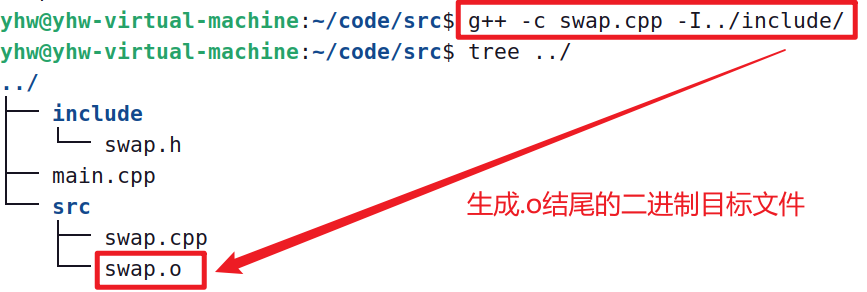 yhw@yhw-virtual-machine:~/code/src$ g++ -c swap.cpp -I../include/
yhw@yhw-virtual-machine:~/code/src$ tree ../
../
├── include
│   └── swap.h
├── main.cpp
└── src
生成.o结尾的二进制目标文件
    ├── swap.cpp
    └── swap.o